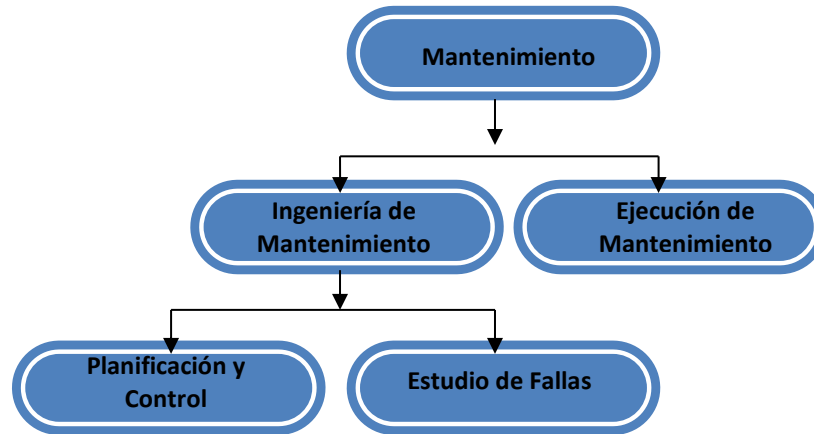 Mantenimiento
Ingeniería de
Mantenimiento
Ejecución de
Mantenimiento
Planificación y
Control
Estudio de Fallas